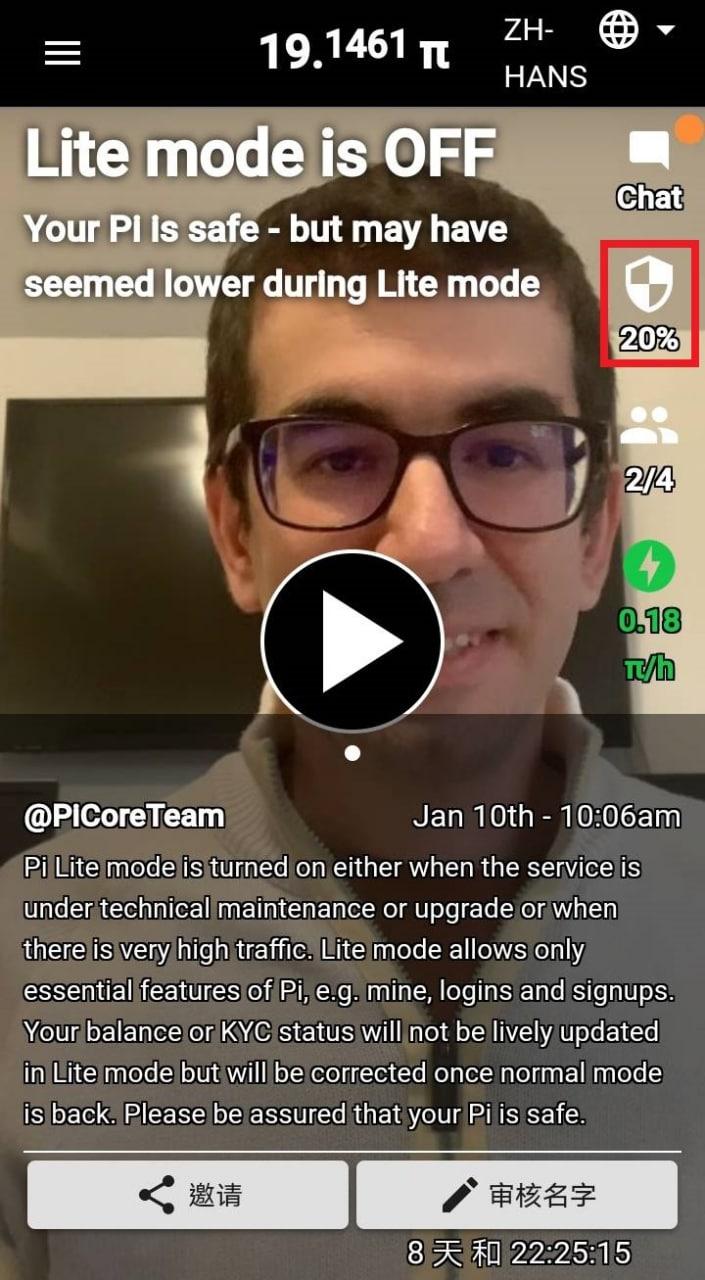 19.1461 π
ZH-
HANS
Lite mode is OFF
Your Pi is safe - but may have
seemed lower during Lite mode
Chat
20%
2/4
0.18
π/h
@PiCoreTeam
Jan 10th - 10:06am
Pi Lite mode is turned on either when the service is
under technical maintenance or upgrade or when
there is very high traffic. Lite mode allows only
essential features of Pi, e.g. mine, logins and signups.
Your balance or KYC status will not be lively updated
in Lite mode but will be corrected once normal mode
is back. Please be assured that your Pi is safe.
邀请
审核名字
8 天 和 22:25:15